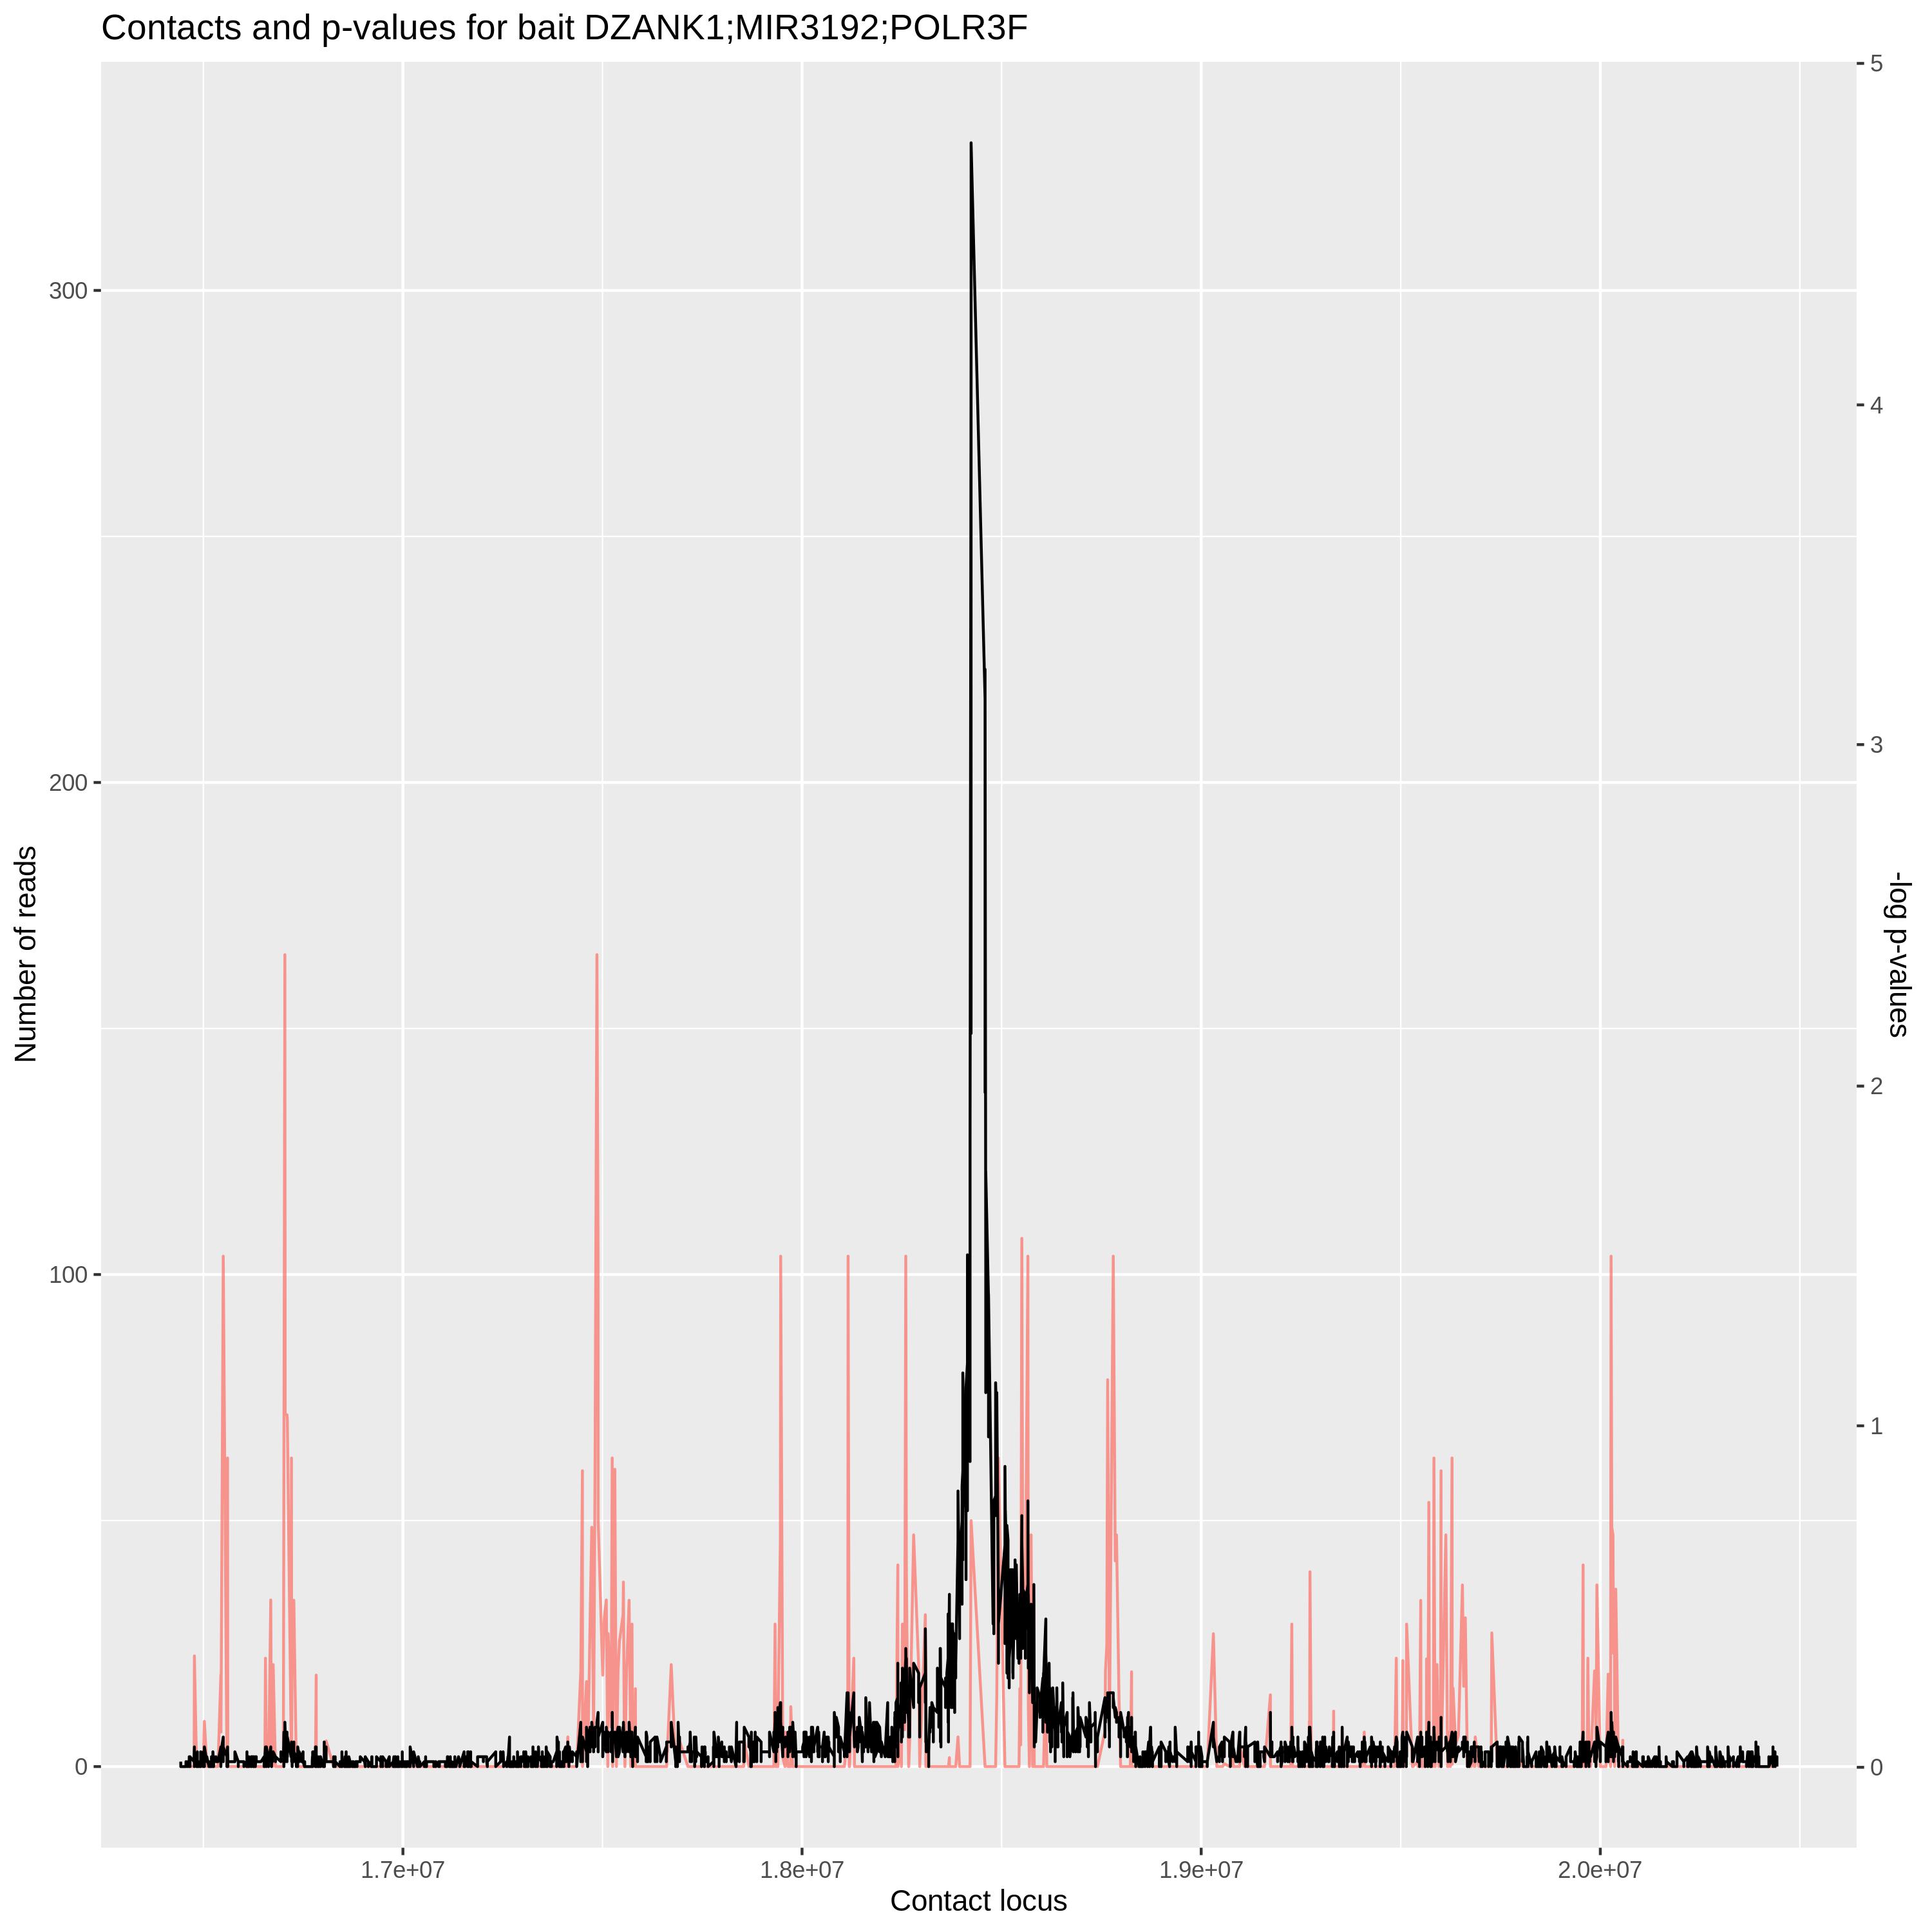 Contacts and p-values for bait DZANK1;MIR3192;POLR3F
Number of reads
300
200
100
0
5
4
3
2
1
0
-log p-values
1.7e+07
1.8e+07
1.9e+07
2.0e+07
Contact locus